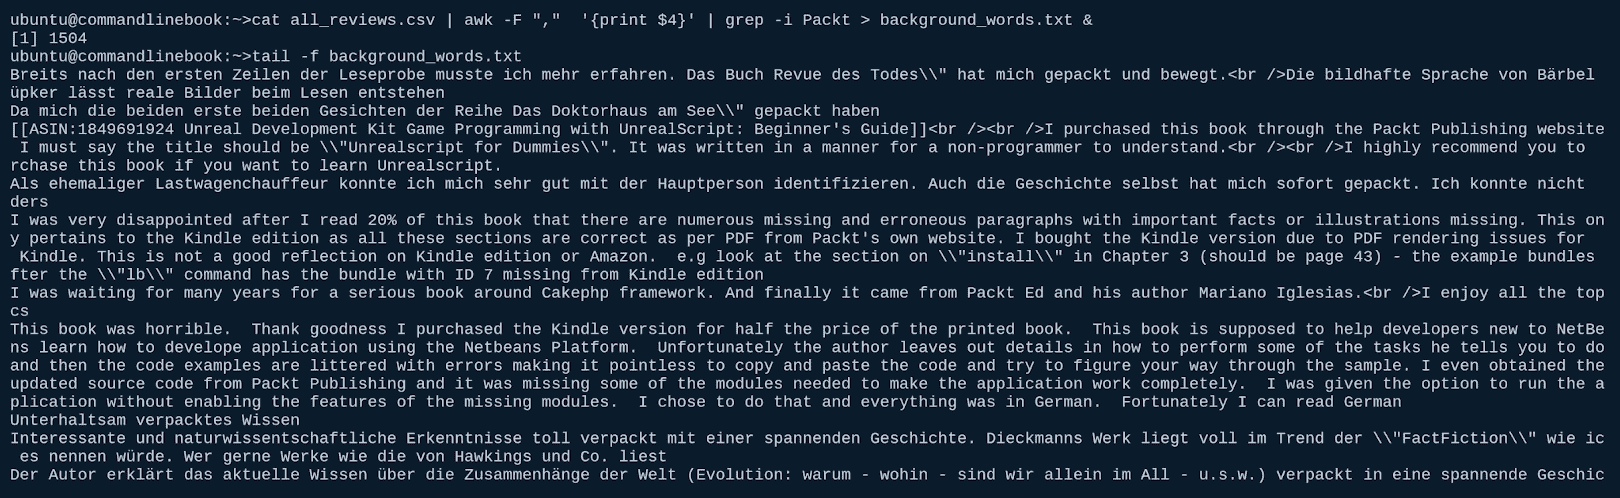 ubuntu@commandlinebook:~>cat all_reviews.csv | awk -F ","  '{print $4}' | grep -i Packt > background_words.txt &
[1] 1504
ubuntu@commandlinebook:~>tail -f background_words.txt
Breits nach den ersten Zeilen der Leseprobe musste ich mehr erfahren. Das Buch Revue des Todes\\" hat mich gepackt und bewegt.<br />Die bildhafte Sprache von Bärbel
üpker lässt reale Bilder beim Lesen entstehen
Da mich die beiden erste beiden Gesichten der Reihe Das Doktorhaus am See\\" gepackt haben
[[ASIN:1849691924 Unreal Development Kit Game Programming with UnrealScript: Beginner's Guide]]<br /><br />I purchased this book through the Packt Publishing website
 I must say the title should be \\"Unrealscript for Dummies\\". It was written in a manner for a non-programmer to understand.<br /><br />I highly recommend you to
rchase this book if you want to learn Unrealscript.
Als ehemaliger Lastwagenchauffeur konnte ich mich sehr gut mit der Hauptperson identifizieren. Auch die Geschichte selbst hat mich sofort gepackt. Ich konnte nicht
ders
I was very disappointed after I read 20% of this book that there are numerous missing and erroneous paragraphs with important facts or illustrations missing. This on
y pertains to the Kindle edition as all these sections are correct as per PDF from Packt's own website. I bought the Kindle version due to PDF rendering issues for
 Kindle. This is not a good reflection on Kindle edition or Amazon.  e.g look at the section on \\"install\\" in Chapter 3 (should be page 43) - the example bundles
fter the \\"lb\\" command has the bundle with ID 7 missing from Kindle edition
I was waiting for many years for a serious book around Cakephp framework. And finally it came from Packt Ed and his author Mariano Iglesias.<br />I enjoy all the top
cs
This book was horrible.  Thank goodness I purchased the Kindle version for half the price of the printed book.  This book is supposed to help developers new to NetBe
ns learn how to develope application using the Netbeans Platform.  Unfortunately the author leaves out details in how to perform some of the tasks he tells you to do
and then the code examples are littered with errors making it pointless to copy and paste the code and try to figure your way through the sample. I even obtained the
updated source code from Packt Publishing and it was missing some of the modules needed to make the application work completely.  I was given the option to run the a
plication without enabling the features of the missing modules.  I chose to do that and everything was in German.  Fortunately I can read German
Unterhaltsam verpacktes Wissen
Interessante und naturwissentschaftliche Erkenntnisse toll verpackt mit einer spannenden Geschichte. Dieckmanns Werk liegt voll im Trend der \\"FactFiction\\" wie ic
 es nennen würde. Wer gerne Werke wie die von Hawkings und Co. liest
Der Autor erklärt das aktuelle Wissen über die Zusammenhänge der Welt (Evolution: warum - wohin - sind wir allein im All - u.s.w.) verpackt in eine spannende Geschic